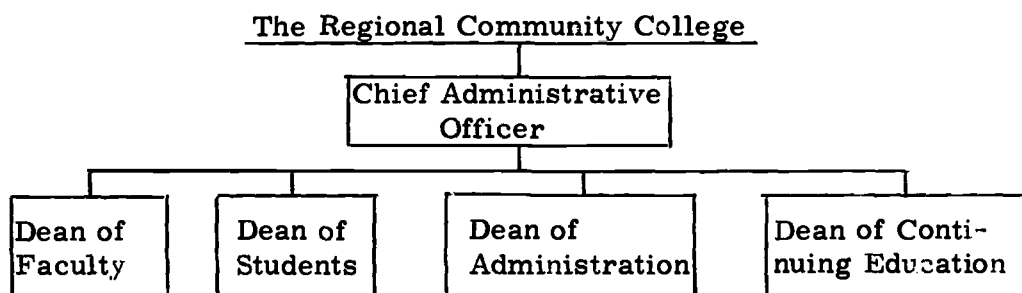 The Regional Community College
Chief Administrative
Officer
Dean of
Faculty
Dean of
Students
Dean of
Administration
Dean of Conti-
nuing Education